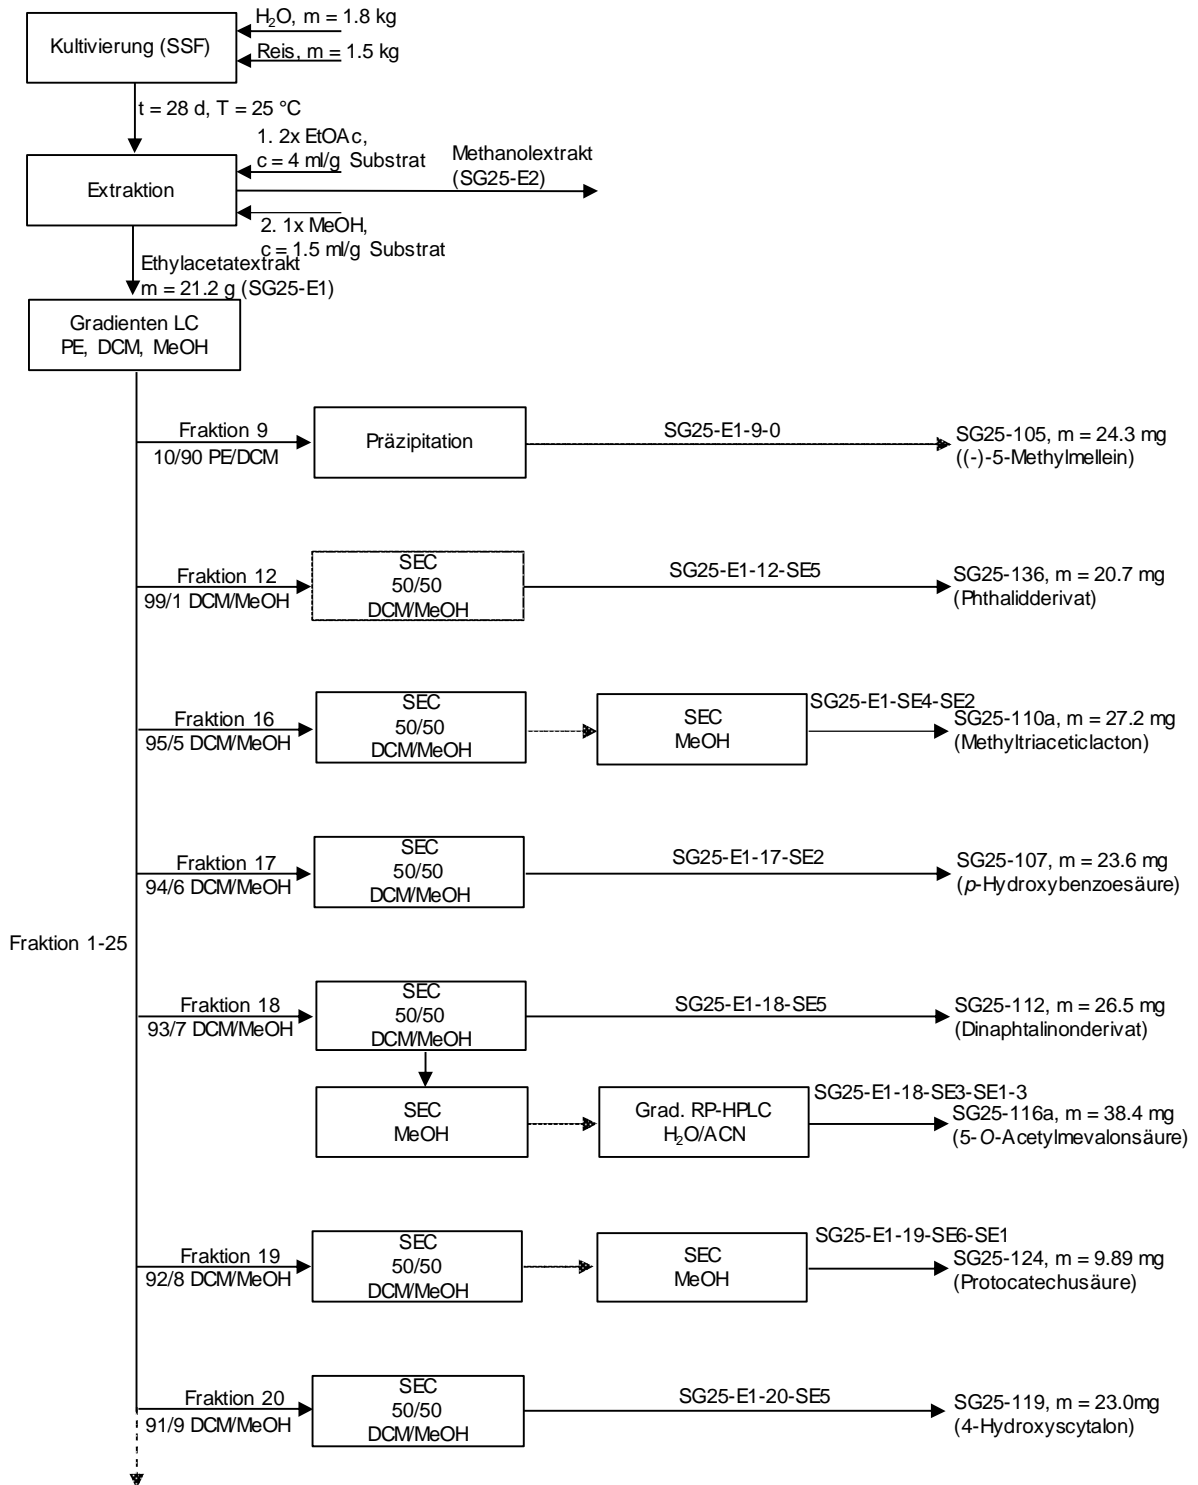 H₂O, m = 1.8 kg
Kultivierung (SSF)
Reis, m = 1.5 kg
t = 28 d, T = 25 °C
1. 2x EtOAc,
c = 4 ml/g Substrat
Extraktion
Methanolextrakt
(SG25-E2)
2. 1x MeOH,
c = 1.5 ml/g Substrat
Ethylacetatextrakt
m = 21.2 g (SG25-E1)
Gradienten LC
PE, DCM, MeOH
Fraktion 1-25
Fraktion 9
10/90 PE/DCM
Präzipitation
SG25-E1-9-0
SG25-105, m = 24.3 mg
((-)-5-Methylmellein)
Fraktion 12
99/1 DCM/MeOH
SEC
50/50
DCM/MeOH
SG25-E1-12-SE5
SG25-136, m = 20.7 mg
(Phthalidderivat)
Fraktion 16
95/5 DCM/MeOH
SEC
50/50
DCM/MeOH
SEC
MeOH
SG25-E1-SE4-SE2
SG25-110a, m = 27.2 mg
(Methyltriaceticlacton)
Fraktion 17
94/6 DCM/MeOH
SEC
50/50
DCM/MeOH
SG25-E1-17-SE2
SG25-107, m = 23.6 mg
(p-Hydroxybenzoesäure)
Fraktion 18
93/7 DCM/MeOH
SEC
50/50
DCM/MeOH
SG25-E1-18-SE5
SG25-112, m = 26.5 mg
(Dinaphtalinonderivat)
SEC
MeOH
Grad. RP-HPLC
H₂O/ACN
SG25-E1-18-SE3-SE1-3
SG25-116a, m = 38.4 mg
(5-O-Acetylmevalonsäure)
Fraktion 19
92/8 DCM/MeOH
SEC
50/50
DCM/MeOH
SEC
MeOH
SG25-E1-19-SE6-SE1
SG25-124, m = 9.89 mg
(Protocatechusäure)
Fraktion 20
91/9 DCM/MeOH
SEC
50/50
DCM/MeOH
SG25-E1-20-SE5
SG25-119, m = 23.0mg
(4-Hydroxyscytalon)